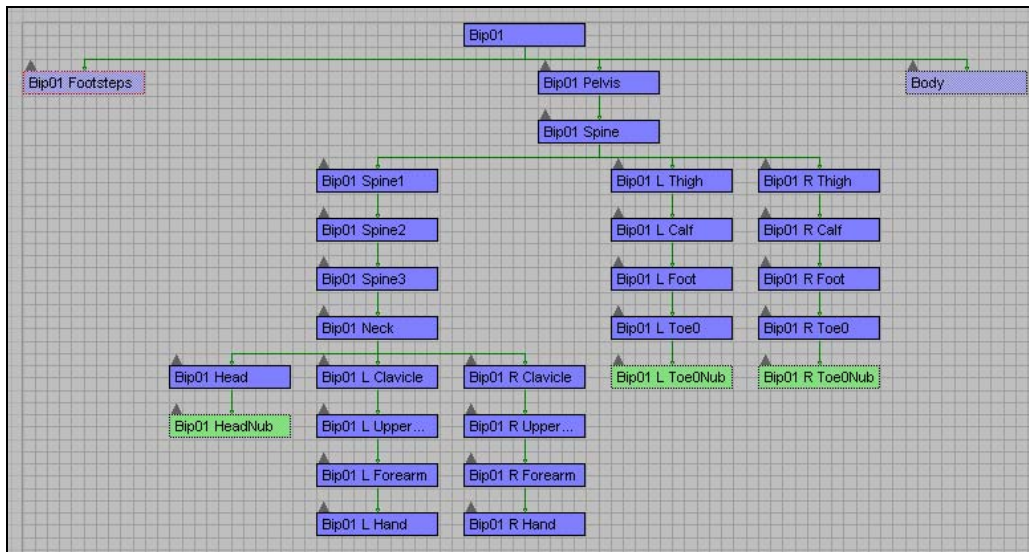 Bip01
Bip01 Footsteps
Bip01 Pelvis
Body
Bip01 Spine
Bip01 Spine1
Bip01 L Thigh
Bip01 R Thigh
Bip01 Spine2
Bip01 L Calf
Bip01 R Calf
Bip01 Spine3
Bip01 L Foot
Bip01 R Foot
Bip01 Neck
Bip01 L Toe0
Bip01 R Toe0
Bip01 Head
Bip01 L Clavicle
Bip01 R Clavicle
Bip01 L Toe0Nub
Bip01 R Toe0Nub
Bip01 HeadNub
Bip01 L Upper...
Bip01 R Upper...
Bip01 L Forearm
Bip01 R Forearm
Bip01 L Hand
Bip01 R Hand